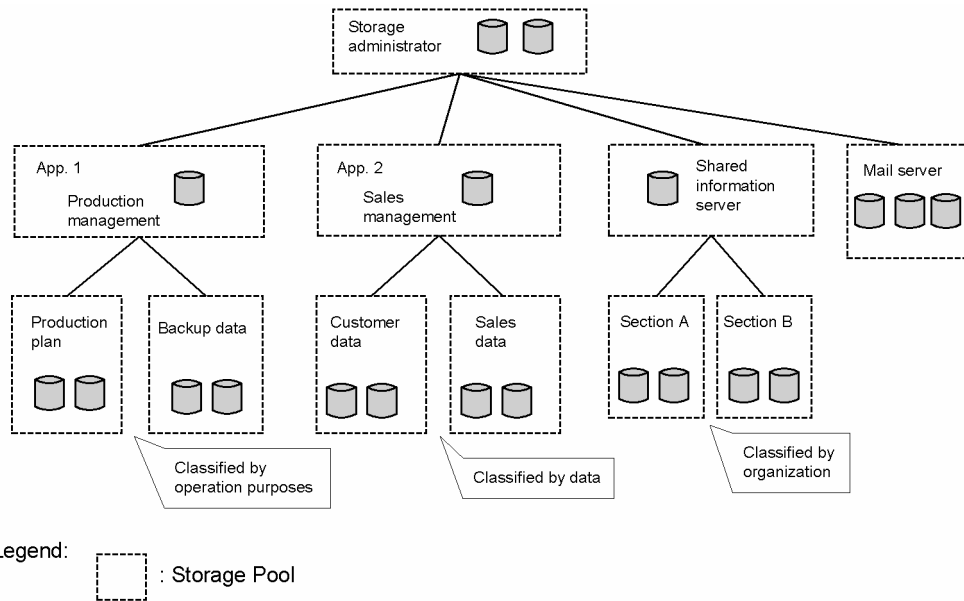 Storage
administrator
App. 1
Production
management
App. 2
Sales
management
Shared
information
server
Mail server
Production
plan
Backup data
Customer
data
Sales
data
Section A
Section B
Classified by
operation purposes
Classified by data
Classified by
organization
Legend:
: Storage Pool